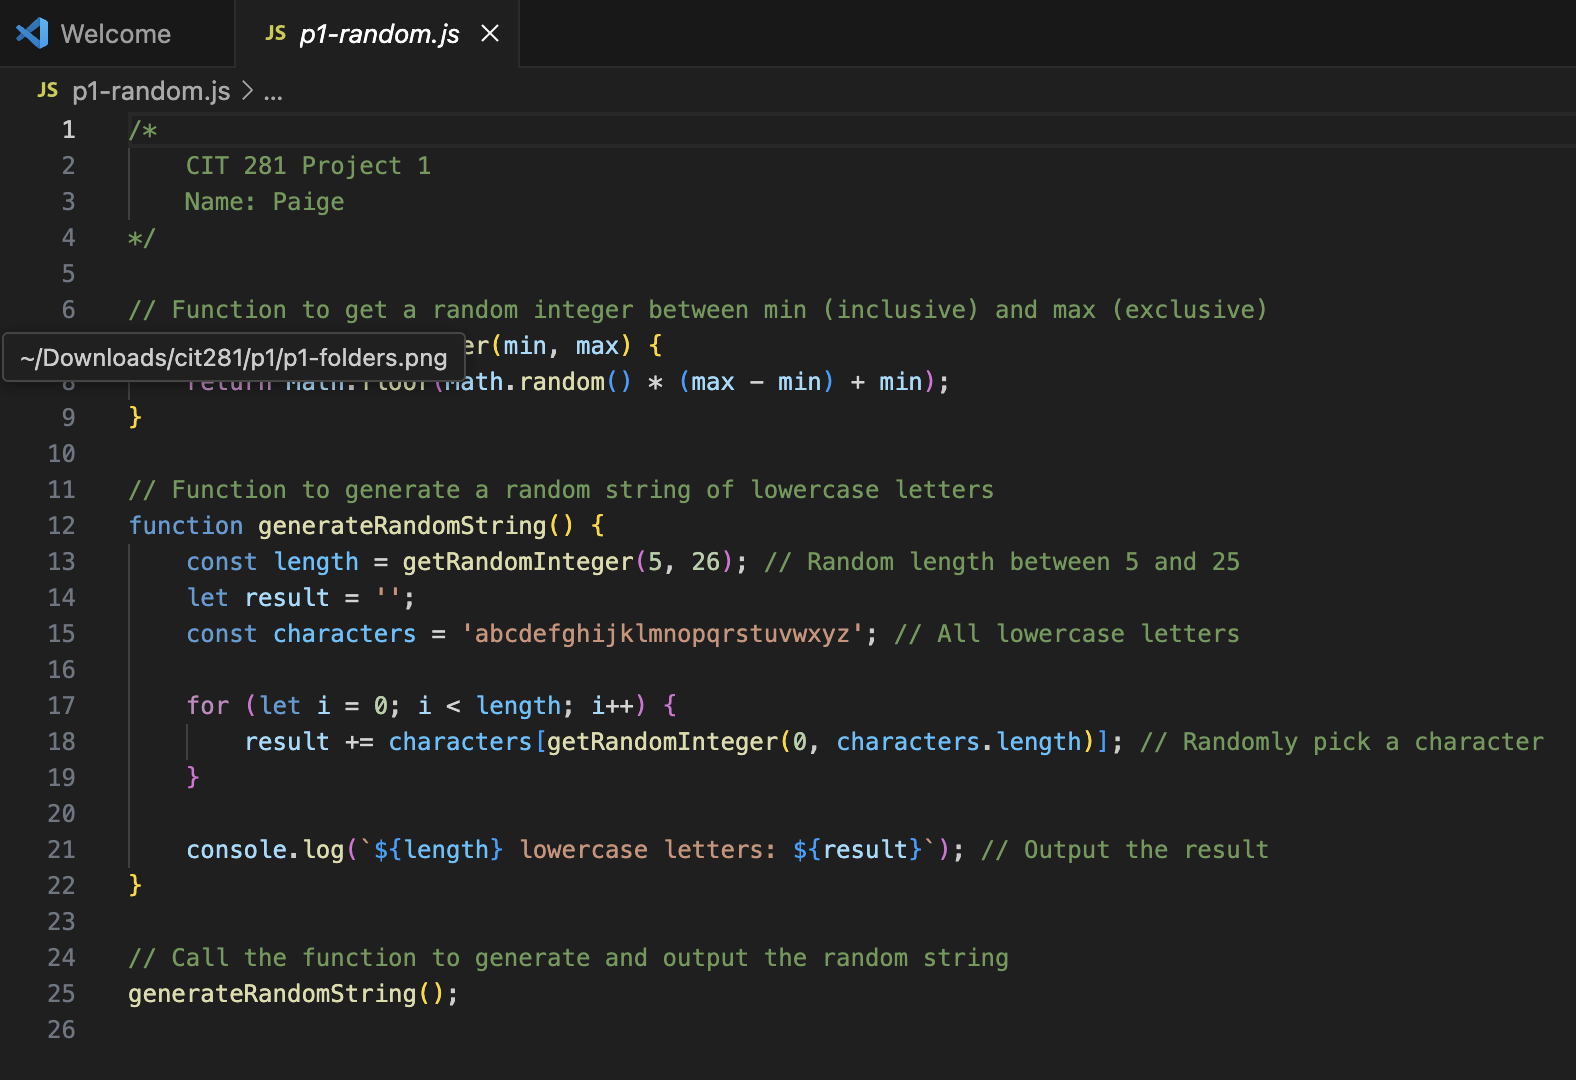 Welcome
JS p1-random.js
JS p1-random.js > ...
1 /*
2 CIT 281 Project 1
3 Name: Paige
4 */
5
6 // Function to get a random integer between min (inclusive) and max (exclusive)
~/Downloads/cit281/p1/p1-folders.png
er(min, max) {
8 return Math.floor(Math.random() * (max - min) + min);
9 }
10
11 // Function to generate a random string of lowercase letters
12 function generateRandomString() {
13 const length = getRandomInteger(5, 26); // Random length between 5 and 25
14 let result = '';
15 const characters = 'abcdefghijklmnopqrstuvwxyz'; // All lowercase letters
16
17 for (let i = 0; i < length; i++) {
18 result += characters[getRandomInteger(0, characters.length)]; // Randomly pick a character
19 }
20
21 console.log(`${length} lowercase letters: ${result}`); // Output the result
22 }
23
24 // Call the function to generate and output the random string
25 generateRandomString();
26